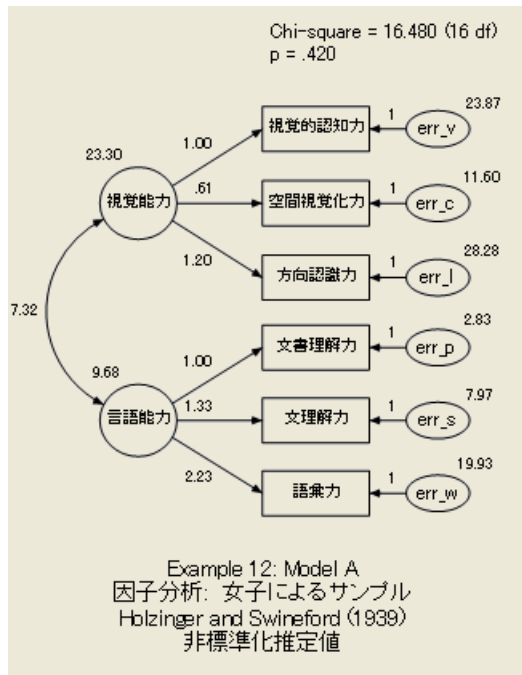 Chi-square = 16.480 (16 df)
p = .420
23.87
視覚的認知力
1
err_v
23.30
1.00
11.60
視覚能力
.61
空間視覚化力
1
err_c
28.28
1.20
方向認識力
1
err_l
7.32
2.83
文書理解力
1
err_p
9.68
1.00
7.97
言語能力
1.33
文理解力
1
err_s
19.93
2.23
語彙力
1
err_w
Example 12: Model A
因子分析: 女子によるサンプル
Holzinger and Swineford (1939)
非標準化推定値